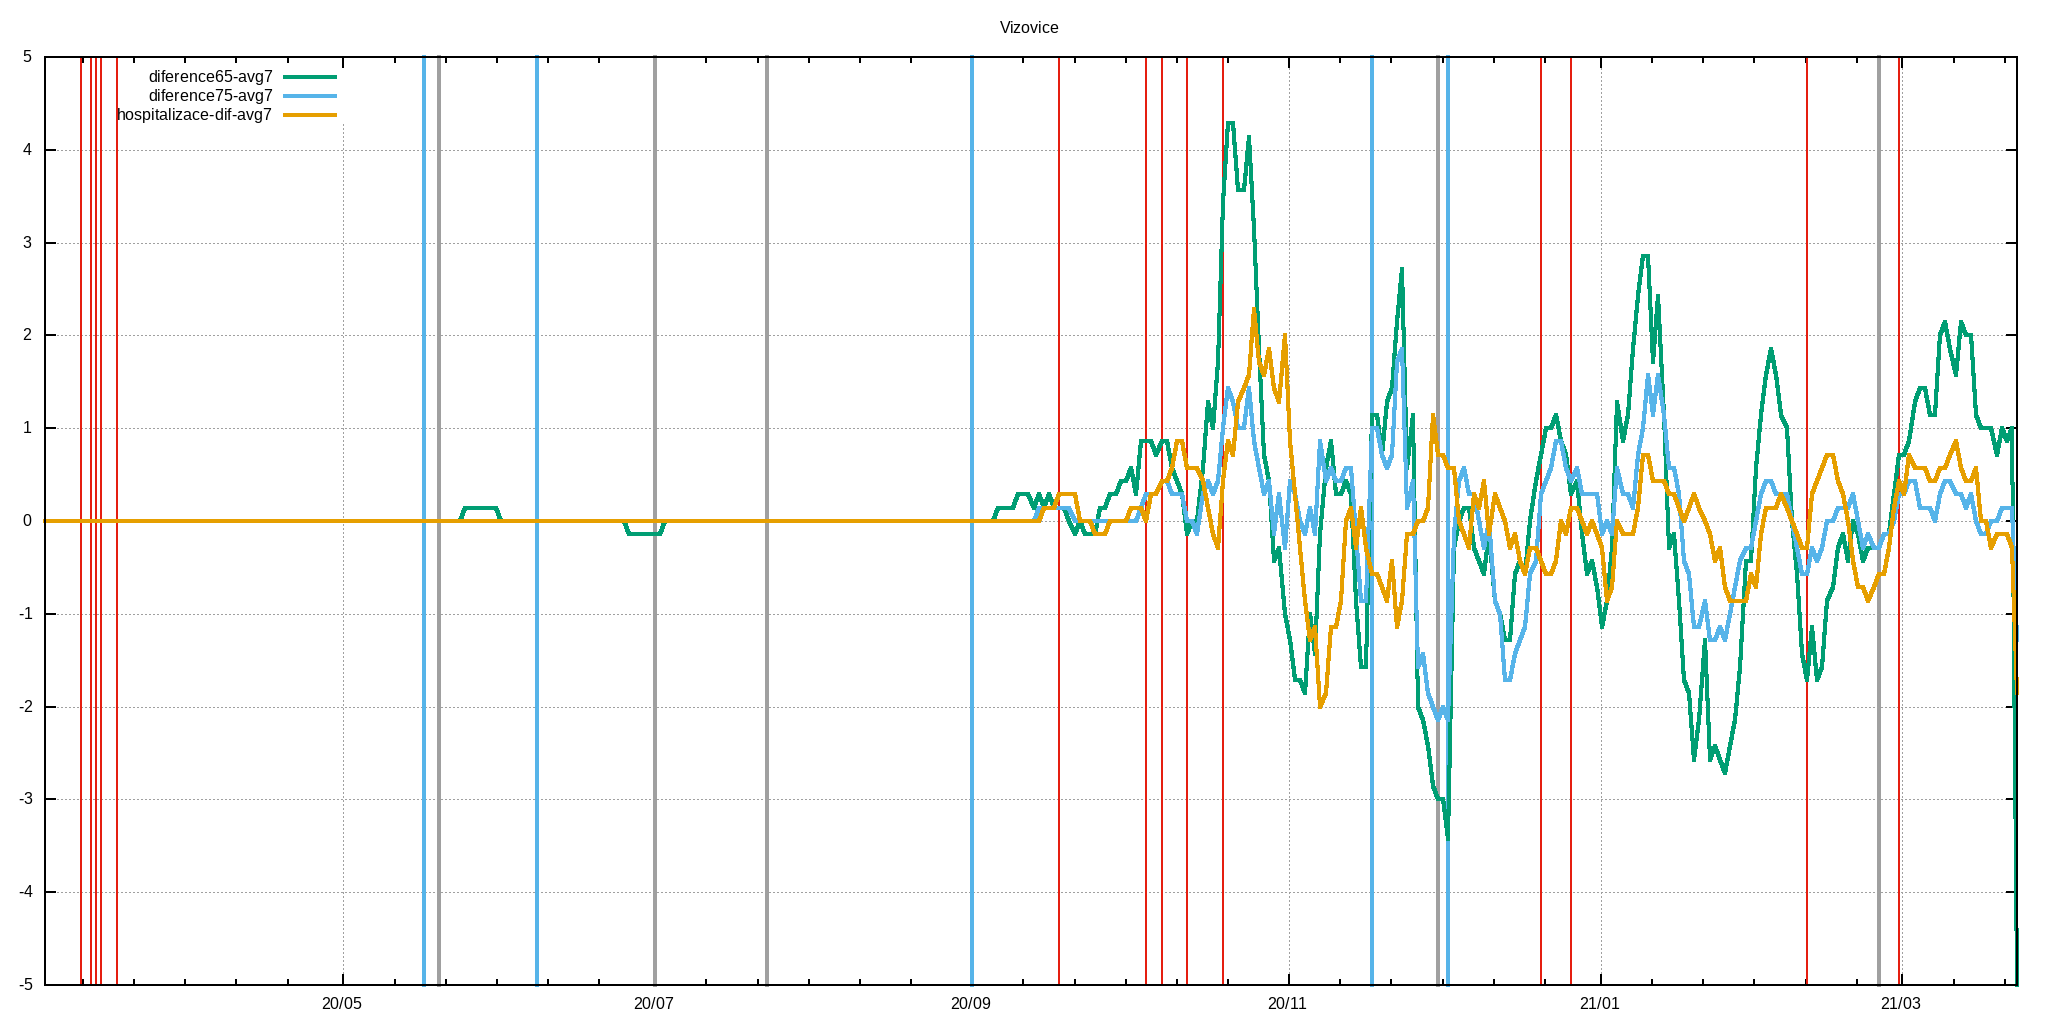 Vizovice
diference65-avg7
diference75-avg7
hospitalizace-dif-avg7
5
4
3
2
1
0
-1
-2
-3
-4
-5
20/05 20/07 20/09 20/11 21/01 21/03